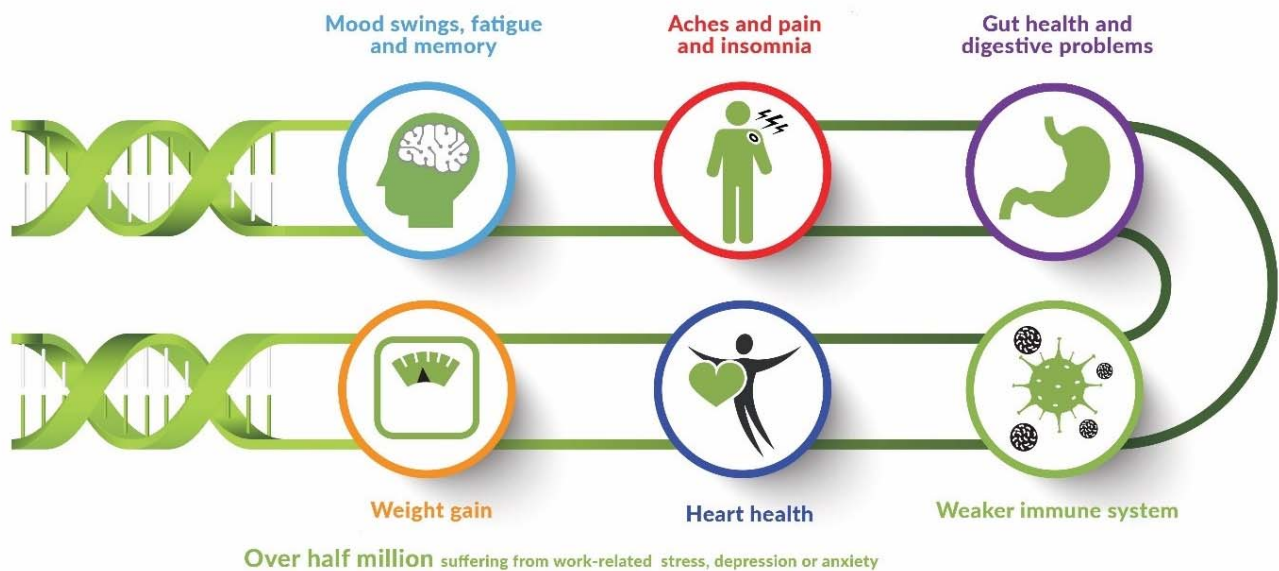 Mood swings, fatigue
and memory
Aches and pain
and insomnia
Gut health and
digestive problems
Weight gain
Heart health
Weaker immune system
Over half million suffering from work-related stress, depression or anxiety